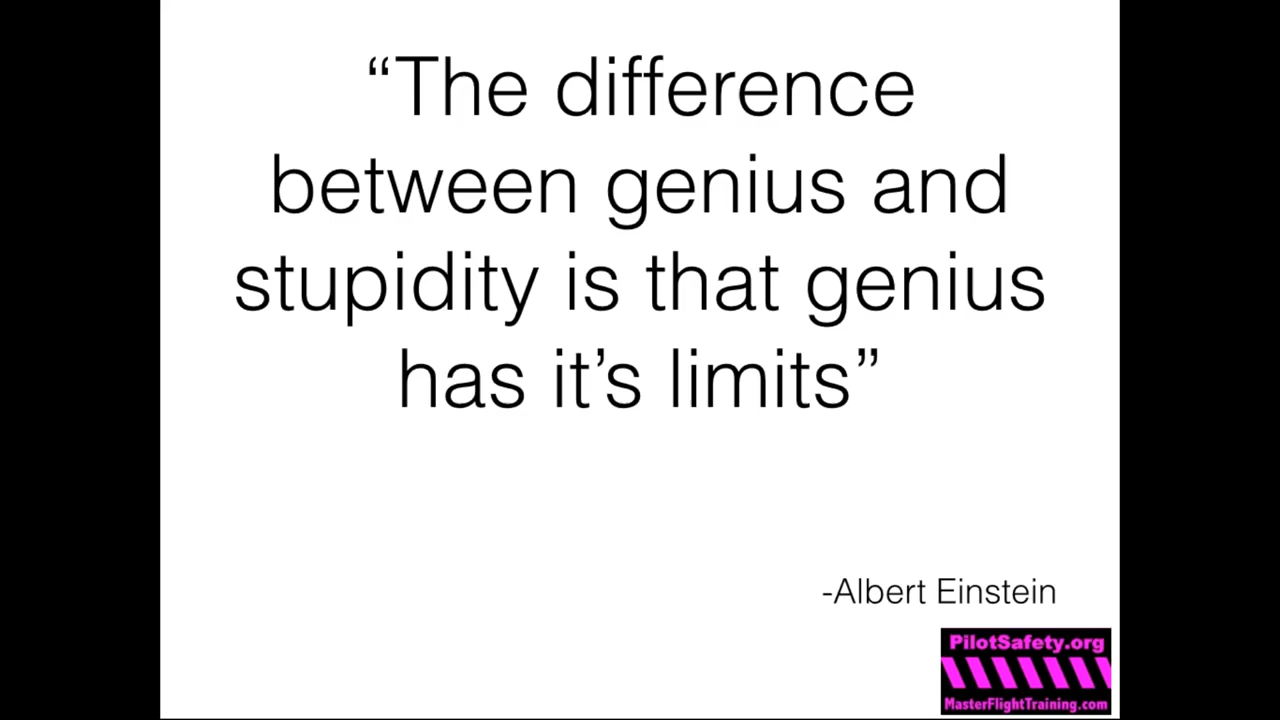 “The difference
between genius and
stupidity is that genius
has it’s limits”
-Albert Einstein
PilotSafety.org
MasterFlightTraining.com